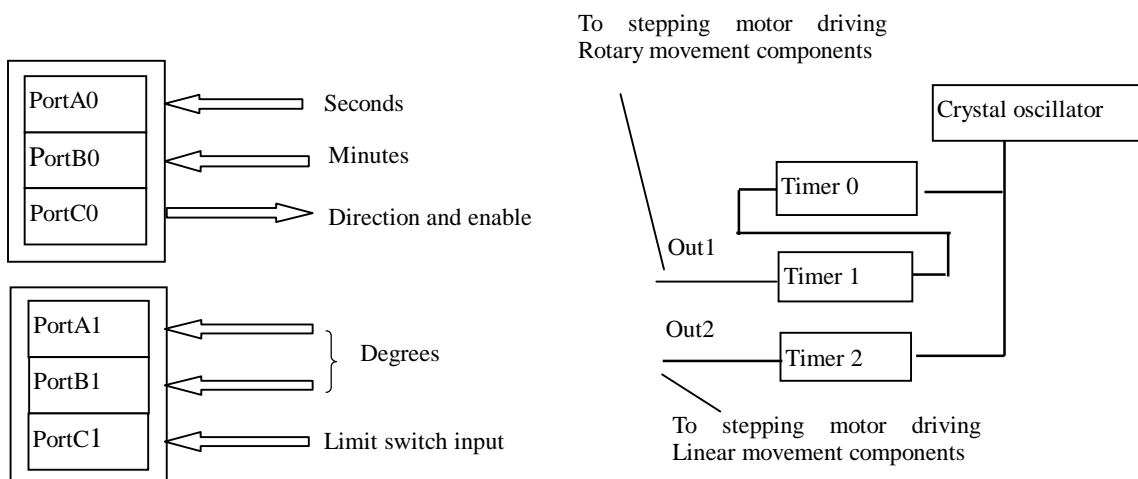 To stepping motor driving
Rotary movement components
PortA0
Seconds
PortB0
Minutes
PortC0
Direction and enable
PortA1
PortB1
Degrees
PortC1
Limit switch input
Crystal oscillator
Timer 0
Out1
Timer 1
Out2
Timer 2
To stepping motor driving
Linear movement components